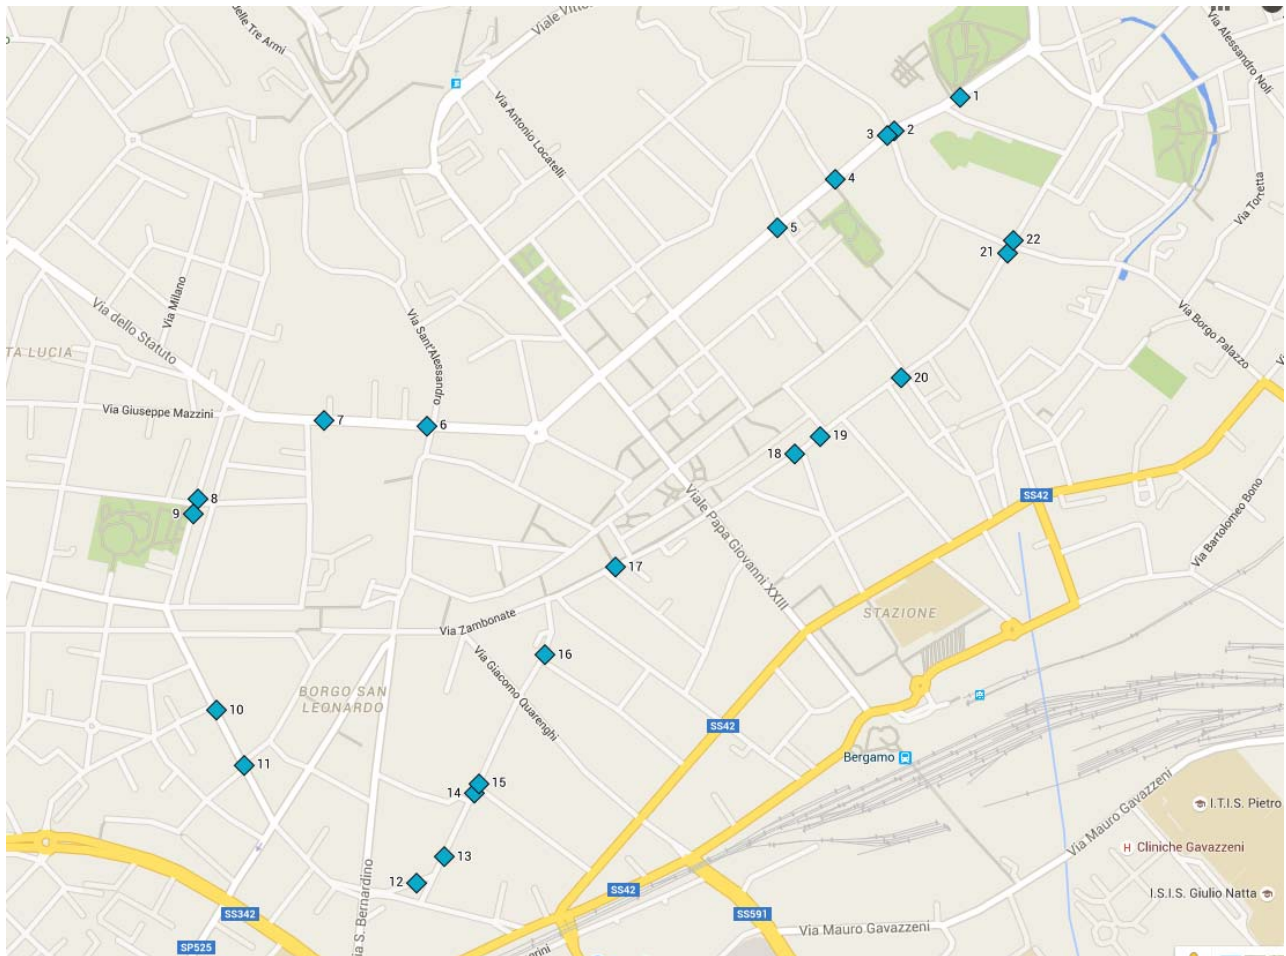 delle Tre Armi
Viale Vitto
Via Alessandro Noli
Via Antonio Locatelli
1
2
3
4
5
Via Torretta
22
21
Via Milano
Via dello Statuto
Via Sant'Alessandro
Via Borgo Palazzo
TA LUCIA
20
Via Giuseppe Mazzini
7
6
19
18
8
9
Viale Papa Giovanni XXIII
SS42
Via Bartolomeo Bono
17
STAZIONE
Via Zambonate
16
Via Giacomo Quarenghi
BORGO SAN
LEONARDO
10
SS42
11
Bergamo
15
14
I.T.I.S. Pietro
Via Mauro Gavazzeni
H Cliniche Gavazzeni
13
12
SS42
I.S.I.S. Giulio Natta
SS342
SS591
Via S. Bernardino
Via Mauro Gavazzeni
SP525